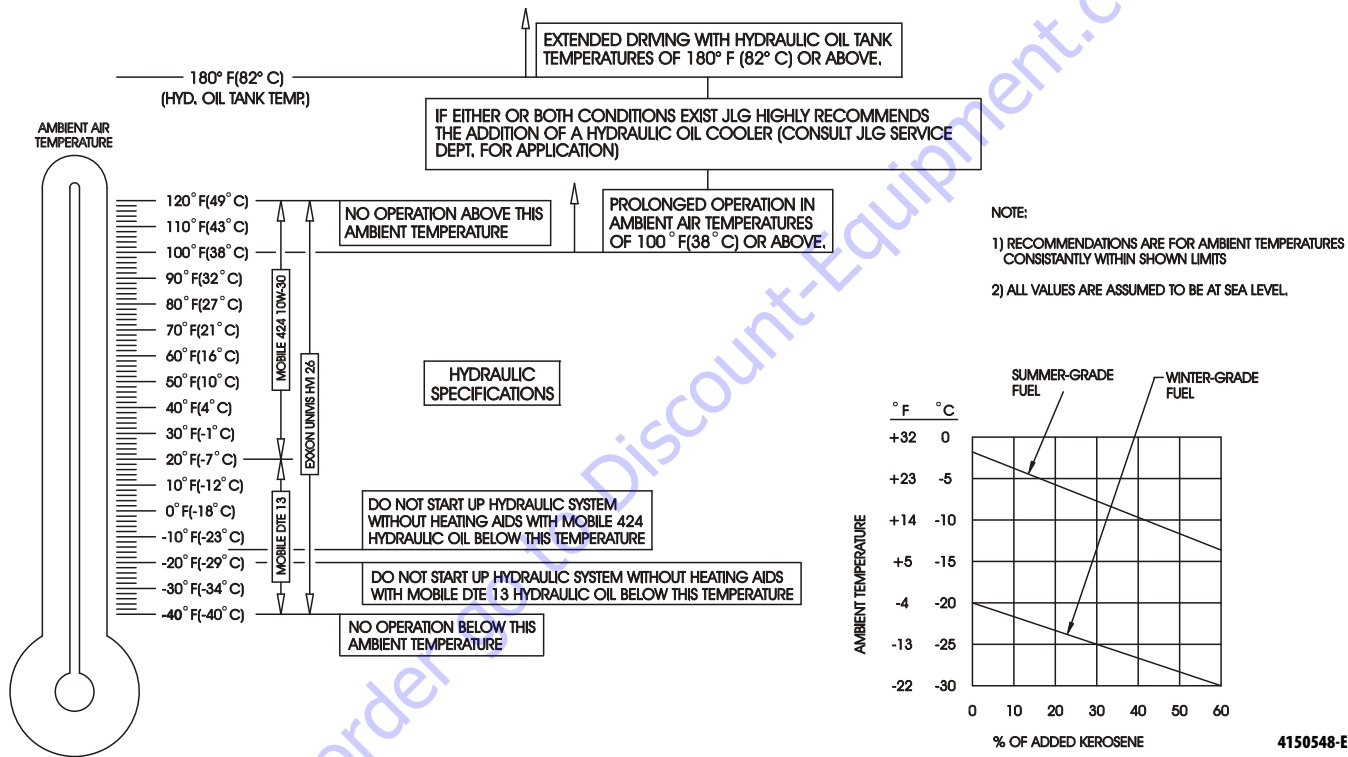 EXTENDED DRIVING WITH HYDRAULIC OIL TANK
TEMPERATURES OF 180° F (82° C) OR ABOVE.
180° F(82° C)
(HYD. OIL TANK TEMP.)
IF EITHER OR BOTH CONDITIONS EXIST JLG HIGHLY RECOMMENDS
THE ADDITION OF A HYDRAULIC OIL COOLER (CONSULT JLG SERVICE
DEPT. FOR APPLICATION)
AMBIENT AIR
TEMPERATURE
120°F(49°C)
110°F(43°C)
100°F(38°C)
90°F(32°C)
80°F(27°C)
70°F(21°C)
60°F(16°C)
50°F(10°C)
40°F(4°C)
30°F(-1°C)
20°F(-7°C)
10°F(-12°C)
0°F(-18°C)
-10°F(-23°C)
-20°F(-29°C)
-30°F(-34°C)
-40°F(-40°C)
MOBILE 424 10W-30
MOBILE DTE 13
EXXON UNIVIS HVI 26
NO OPERATION ABOVE THIS
AMBIENT TEMPERATURE
PROLONGED OPERATION IN
AMBIENT AIR TEMPERATURES
OF 100°F(38°C) OR ABOVE.
HYDRAULIC
SPECIFICATIONS
DO NOT START UP HYDRAULIC SYSTEM
WITHOUT HEATING AIDS WITH MOBILE 424
HYDRAULIC OIL BELOW THIS TEMPERATURE
DO NOT START UP HYDRAULIC SYSTEM WITHOUT HEATING AIDS
WITH MOBILE DTE 13 HYDRAULIC OIL BELOW THIS TEMPERATURE
NO OPERATION BELOW THIS
AMBIENT TEMPERATURE
NOTE:
1) RECOMMENDATIONS ARE FOR AMBIENT TEMPERATURES
CONSISTANTLY WITHIN SHOWN LIMITS
2) ALL VALUES ARE ASSUMED TO BE AT SEA LEVEL.
SUMMER-GRADE
FUEL
WINTER-GRADE
FUEL
°F °C
+32 0
+23 -5
+14 -10
+5 -15
-4 -20
-13 -25
-22 -30
AMBIENT TEMPERATURE
0 10 20 30 40 50 60
% OF ADDED KEROSENE
4150548-E
order go to Discount-Equipment.c